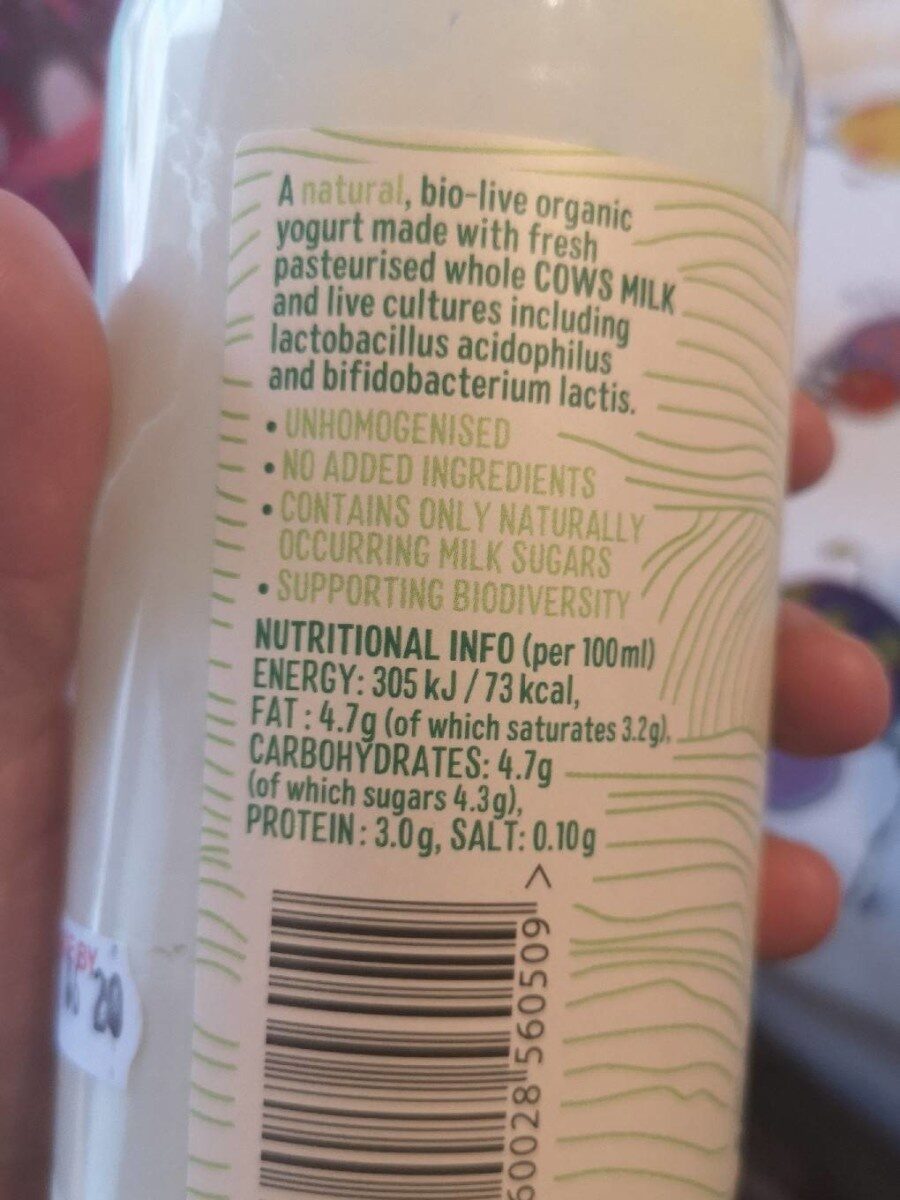 A natural, bio-live organic
yogurt made with fresh
pasteurised whole COWS MILK
and live cultures including
lactobacillus acidophilus
and bifidobacterium lactis.
• UNHOMOGENISED
• NO ADDED INGREDIENTS
• CONTAINS ONLY NATURALLY
OCCURRING MILK SUGARS
• SUPPORTING BIODIVERSITY
NUTRITIONAL INFO (per 100ml)
ENERGY: 305 kJ / 73 kcal,
FAT : 4.7g (of which saturates 3.2g),
CARBOHYDRATES: 4.7g
(of which sugars 4.3g),
PROTEIN : 3.0g, SALT: 0.10g
60028 560509 >
BY
20